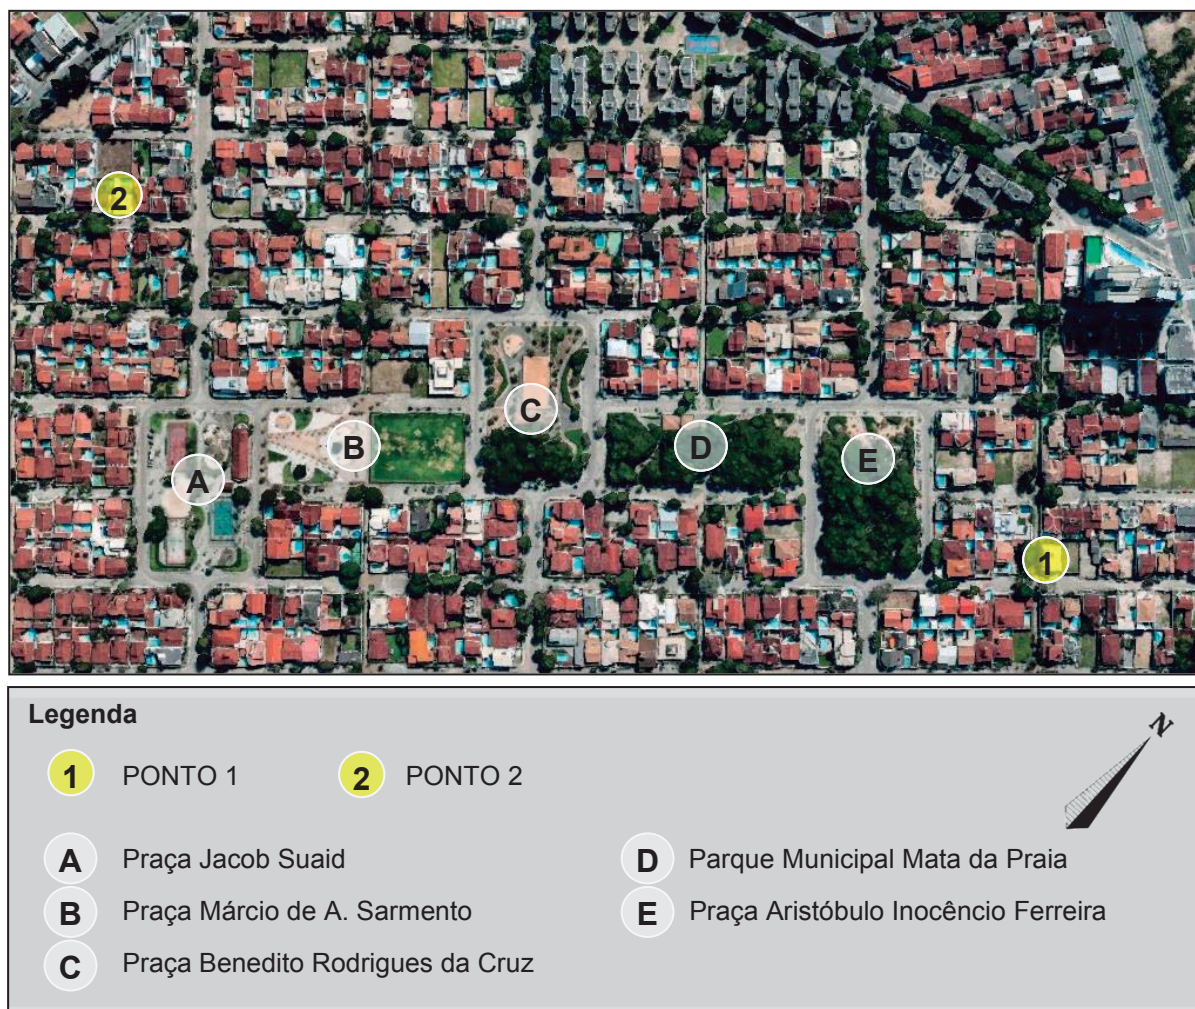 2
C
B
D
E
A
1
Legenda
N
1 PONTO 1 2 PONTO 2
A Praça Jacob Suaid D Parque Municipal Mata da Praia
B Praça Márcio de A. Sarmento E Praça Aristóbulo Inocêncio Ferreira
C Praça Benedito Rodrigues da Cruz